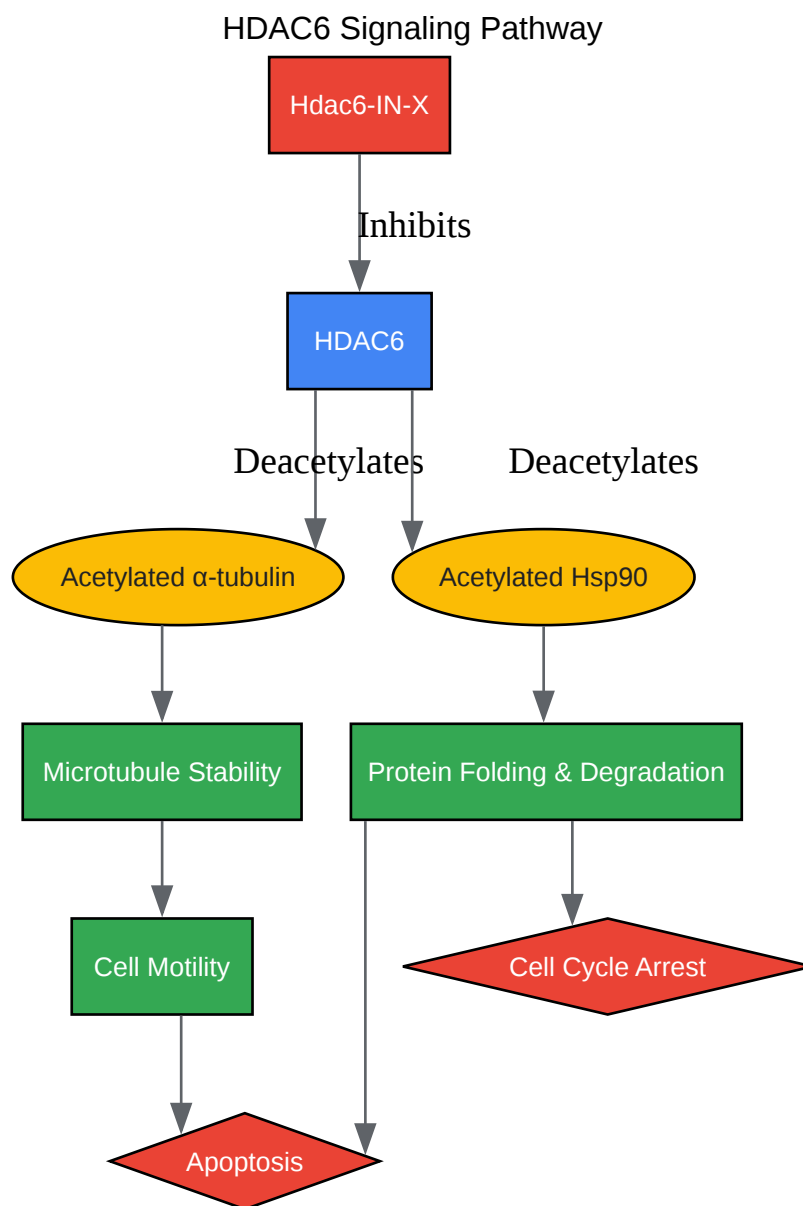 HDAC6 Signaling Pathway
Hdac6-IN-X
Inhibits
HDAC6
Deacetylates
Deacetylates
Acetylated α-tubulin
Acetylated Hsp90
Microtubule Stability
Protein Folding & Degradation
Cell Motility
Cell Cycle Arrest
Apoptosis